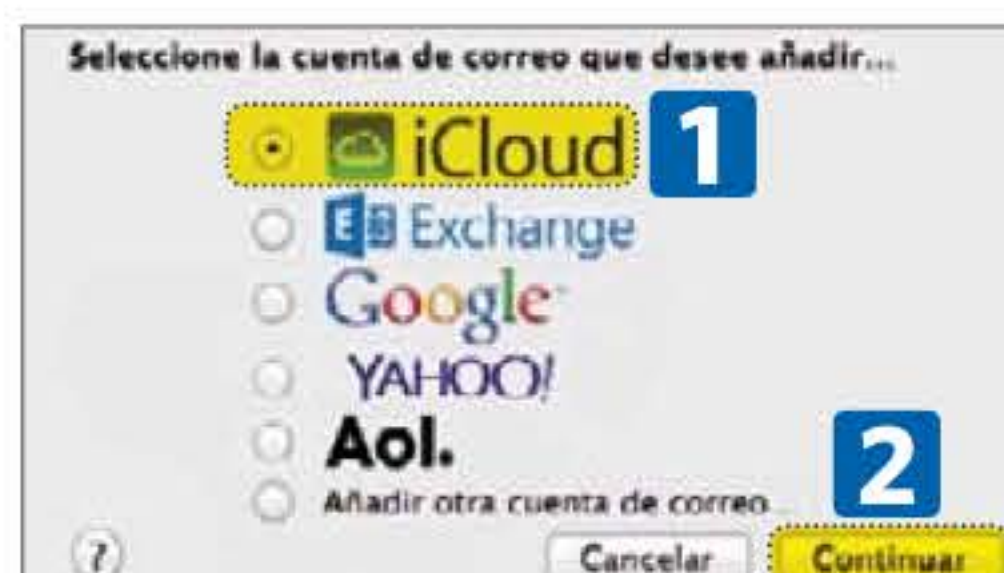 Seleccione la cuenta de correo que desee añadir...
iCloud 1
E Exchange
Google
YAHOO!
Aol.
2
Añadir otra cuenta de correo...
? Cancelar Continuar